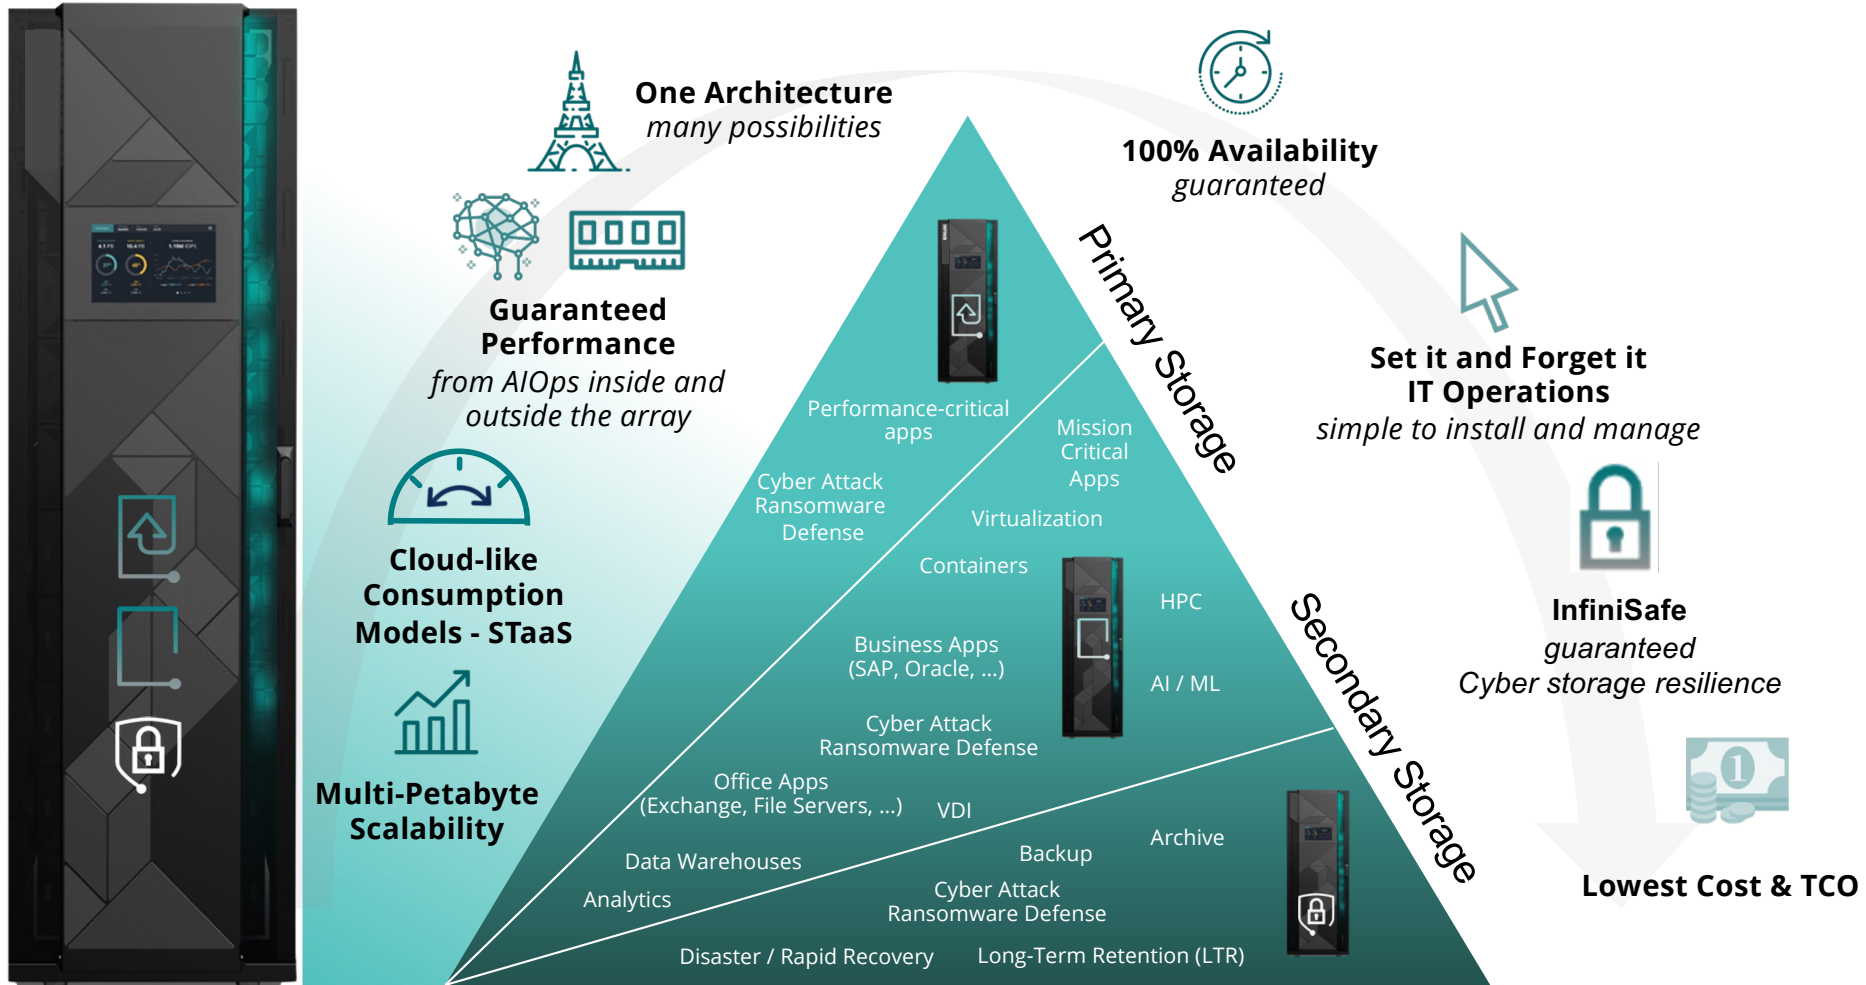 One Architecture
many possibilities
100% Availability
guaranteed
Guaranteed
Performance
from AIOps inside and
outside the array
Set it and Forget it
IT Operations
simple to install and manage
Cloud-like
Consumption
Models - STaaS
InfiniSafe
guaranteed
Cyber storage resilience
Multi-Petabyte
Scalability
1
Lowest Cost & TCO
Primary Storage
Secondary Storage
Performance-critical
apps
Cyber Attack
Ransomware
Defense
Mission
Critical
Apps
Virtualization
Containers
HPC
Business Apps
(SAP, Oracle, ...)
AI / ML
Cyber Attack
Ransomware Defense
Office Apps
(Exchange, File Servers, ...)
VDI
Data Warehouses
Analytics
Archive
Backup
Cyber Attack
Ransomware Defense
Disaster / Rapid Recovery
Long-Term Retention (LTR)